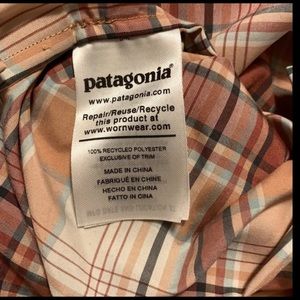 patagonia®
www.patagonia.com
Repair/Reuse/Recycle
this product at
www.wornwear.com
100% RECYCLED POLYESTER
EXCLUSIVE OF TRIM
MADE IN CHINA
FABRIQUÉ EN CHINE
HECHO EN CHINA
FATTO IN CINA